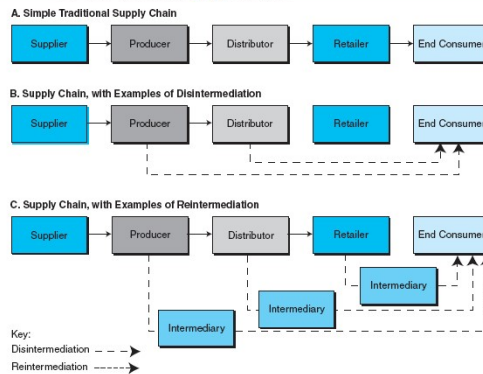 A. Simple Traditional Supply Chain
Supplier Producer Distributor Retailer End Consumer
B. Supply Chain, with Examples of Disintermediation
Supplier Producer Distributor Retailer End Consumer
C. Supply Chain, with Examples of Reintermediation
Supplier Producer Distributor Retailer End Consumer
Intermediary
Intermediary
Intermediary
Key:
Disintermediation
Reintermediation